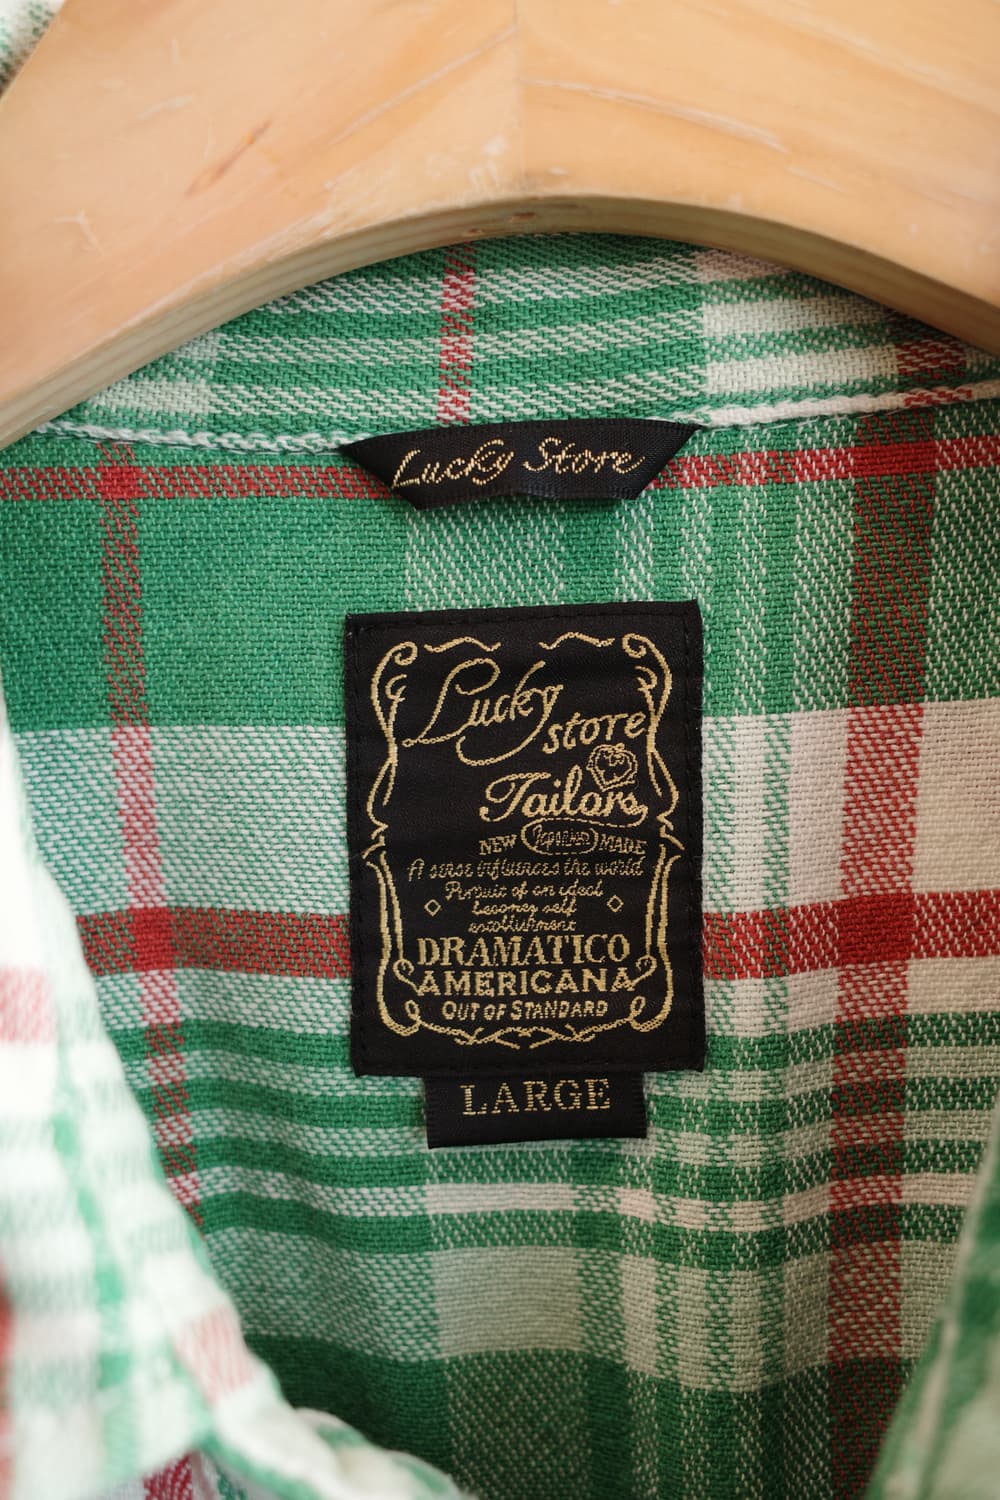 Lucky Store
Lucky
store
Tailors
NEW MADE
A sense influences the world
Pursuit of an ideal
becomes self
establishment
DRAMATICO
AMERICANA
OUT OF STANDARD
LARGE